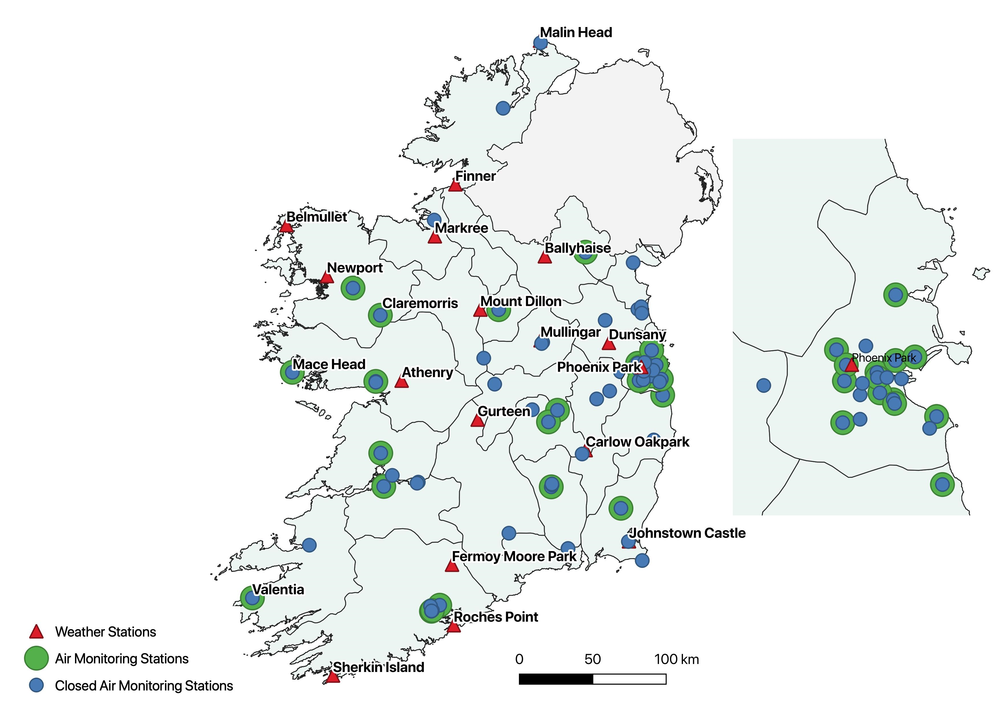 Malin Head
Finner
Belmullet
Markree
Ballyhaise
Newport
Claremorris
Mount Dillon
Mullingar
Dunsany
Phoenix Park
Phoenix Park
Mace Head
Athenry
Gurteen
Carlow Oakpark
Johnstown Castle
Fermoy Moore Park
Valentia
Roches Point
Sherkin Island
Weather Stations
Air Monitoring Stations
Closed Air Monitoring Stations
0 50 100 km